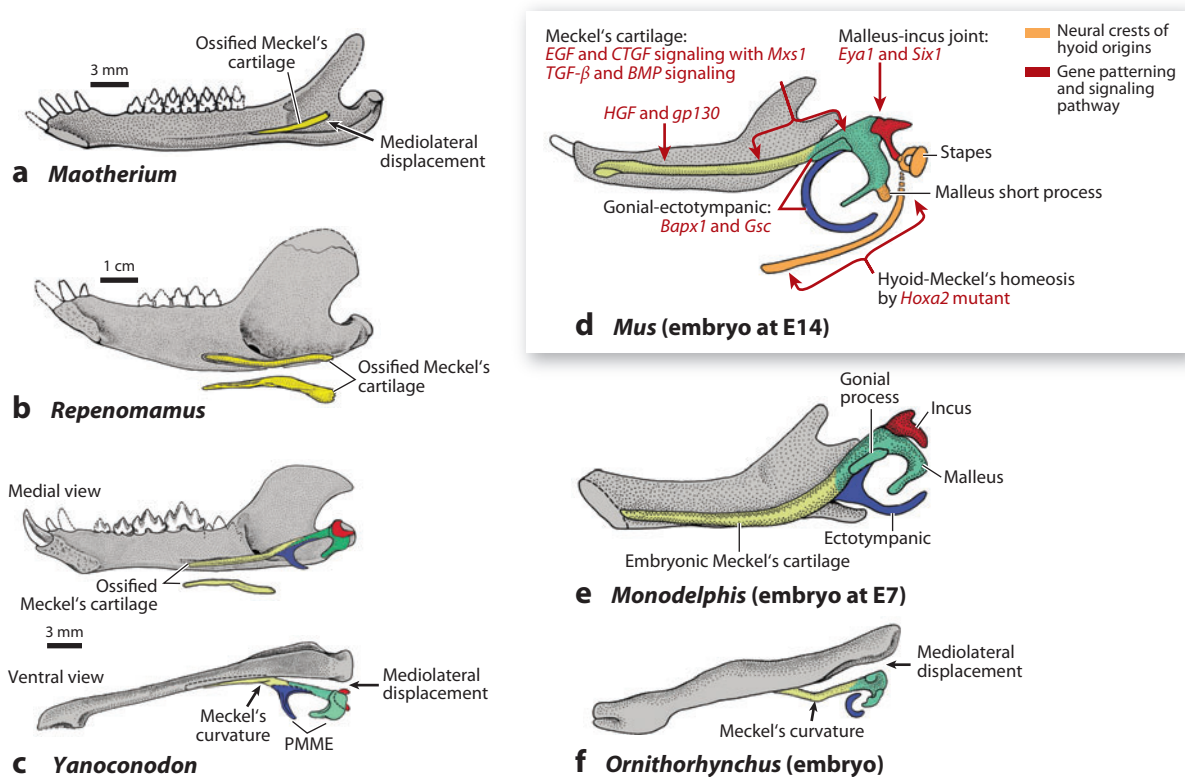 Ossified Meckel's
cartilage
3 mm
Mediolateral
displacement
a Maotherium
1 cm
Ossified Meckel's
cartilage
b Repenomamus
Medial view
Ossified
Meckel's cartilage
3 mm
Ventral view
Mediolateral
displacement
Meckel's
curvature
PMME
c Yanoconodon
Meckel's cartilage:
EGF and CTGF signaling with Mxs1
TGF-β and BMP signaling
Malleus-incus joint:
Eya1 and Six1
Neural crests of
hyoid origins
Gene patterning
and signaling
pathway
HGF and gp130
Stapes
Malleus short process
Gonial-ectotympanic:
Bapx1 and Gsc
Hyoid-Meckel's homeosis
by Hoxa2 mutant
d Mus (embryo at E14)
Gonial
process
Incus
Malleus
Ectotympanic
Embryonic Meckel's cartilage
e Monodelphis (embryo at E7)
Mediolateral
displacement
Meckel's curvature
f Ornithorhynchus (embryo)